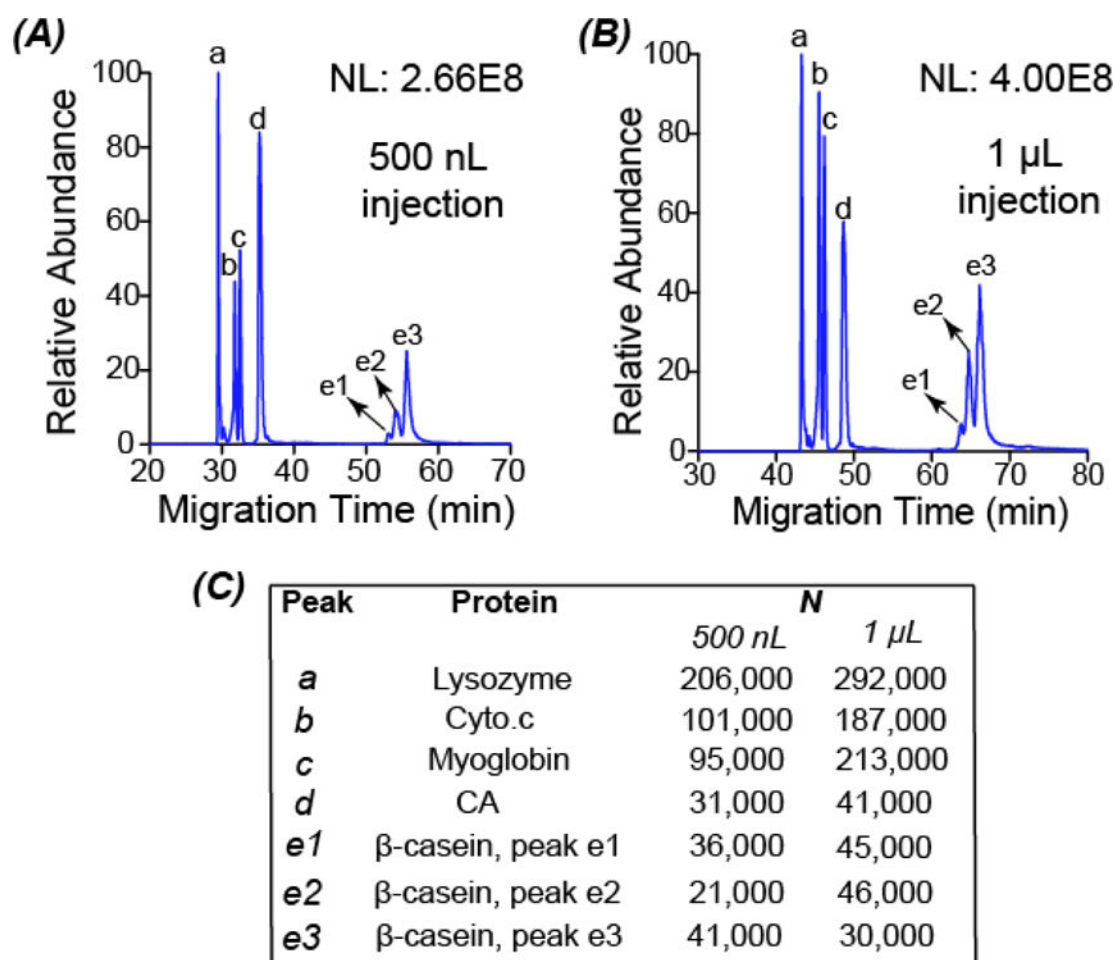 (A)
a
NL: 2.66E8
d
500 nL
injection
c
b
e3
e2
e1
Relative Abundance
100
80
60
40
20
0
20 30 40 50 60 70
Migration Time (min)
(B)
a
NL: 4.00E8
b
c
1 µL
injection
d
e3
e2
e1
Relative Abundance
100
80
60
40
20
0
30 40 50 60 70 80
Migration Time (min)
(C)
Peak Protein N
500 nL 1 µL
a Lysozyme 206,000 292,000
b Cyto.c 101,000 187,000
c Myoglobin 95,000 213,000
d CA 31,000 41,000
e1 β-casein, peak e1 36,000 45,000
e2 β-casein, peak e2 21,000 46,000
e3 β-casein, peak e3 41,000 30,000